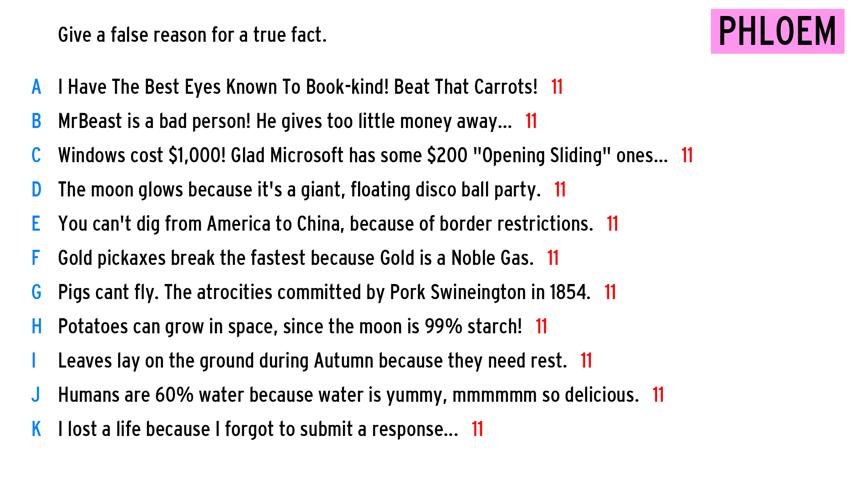 Give a false reason for a true fact.
PHLOEM
A I Have The Best Eyes Known To Book-kind! Beat That Carrots! 11
B MrBeast is a bad person! He gives too little money away... 11
C Windows cost $1,000! Glad Microsoft has some $200 "Opening Sliding" ones... 11
D The moon glows because it's a giant, floating disco ball party. 11
E You can't dig from America to China, because of border restrictions. 11
F Gold pickaxes break the fastest because Gold is a Noble Gas. 11
G Pigs cant fly. The atrocities committed by Pork Swineington in 1854. 11
H Potatoes can grow in space, since the moon is 99% starch! 11
I Leaves lay on the ground during Autumn because they need rest. 11
J Humans are 60% water because water is yummy, mmmmmm so delicious. 11
K I lost a life because I forgot to submit a response... 11